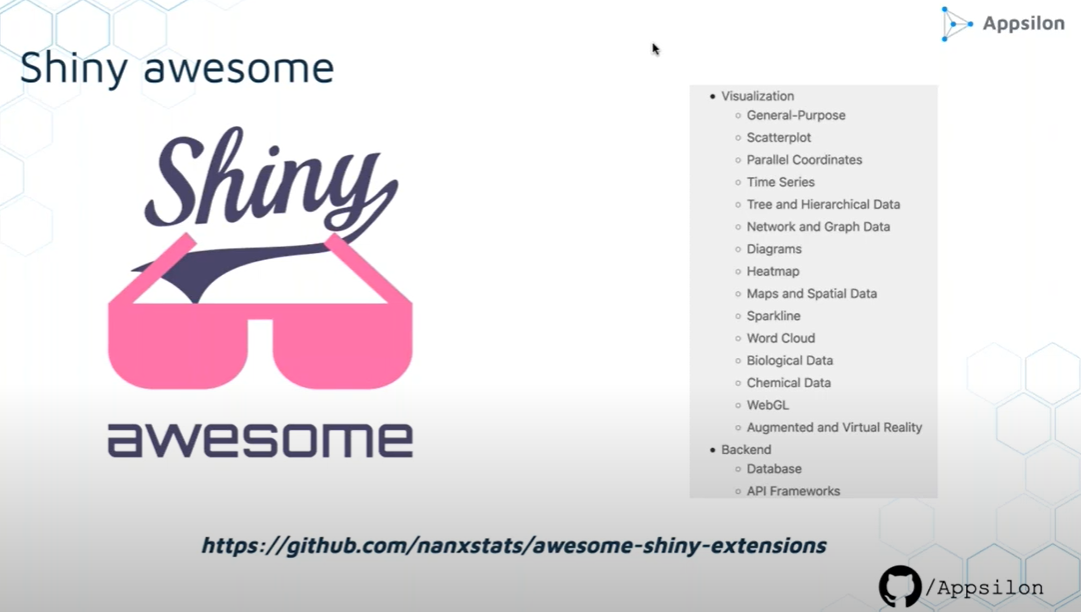 Appsilon
Shiny awesome
Shiny
awesome
Visualization
General-Purpose
Scatterplot
Parallel Coordinates
Time Series
Tree and Hierarchical Data
Network and Graph Data
Diagrams
Heatmap
Maps and Spatial Data
Sparkline
Word Cloud
Biological Data
Chemical Data
WebGL
Augmented and Virtual Reality
Backend
Database
API Frameworks
https://github.com/nanxstats/awesome-shiny-extensions
/Appsilon